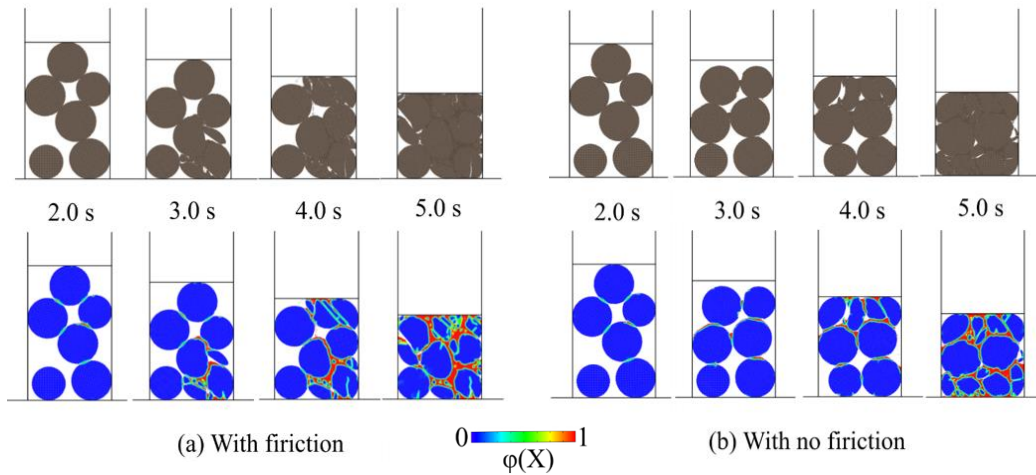 2.0 s 3.0 s 4.0 s 5.0 s
2.0 s 3.0 s 4.0 s 5.0 s
(a) With firiction
0 1
φ(X)
(b) With no firiction